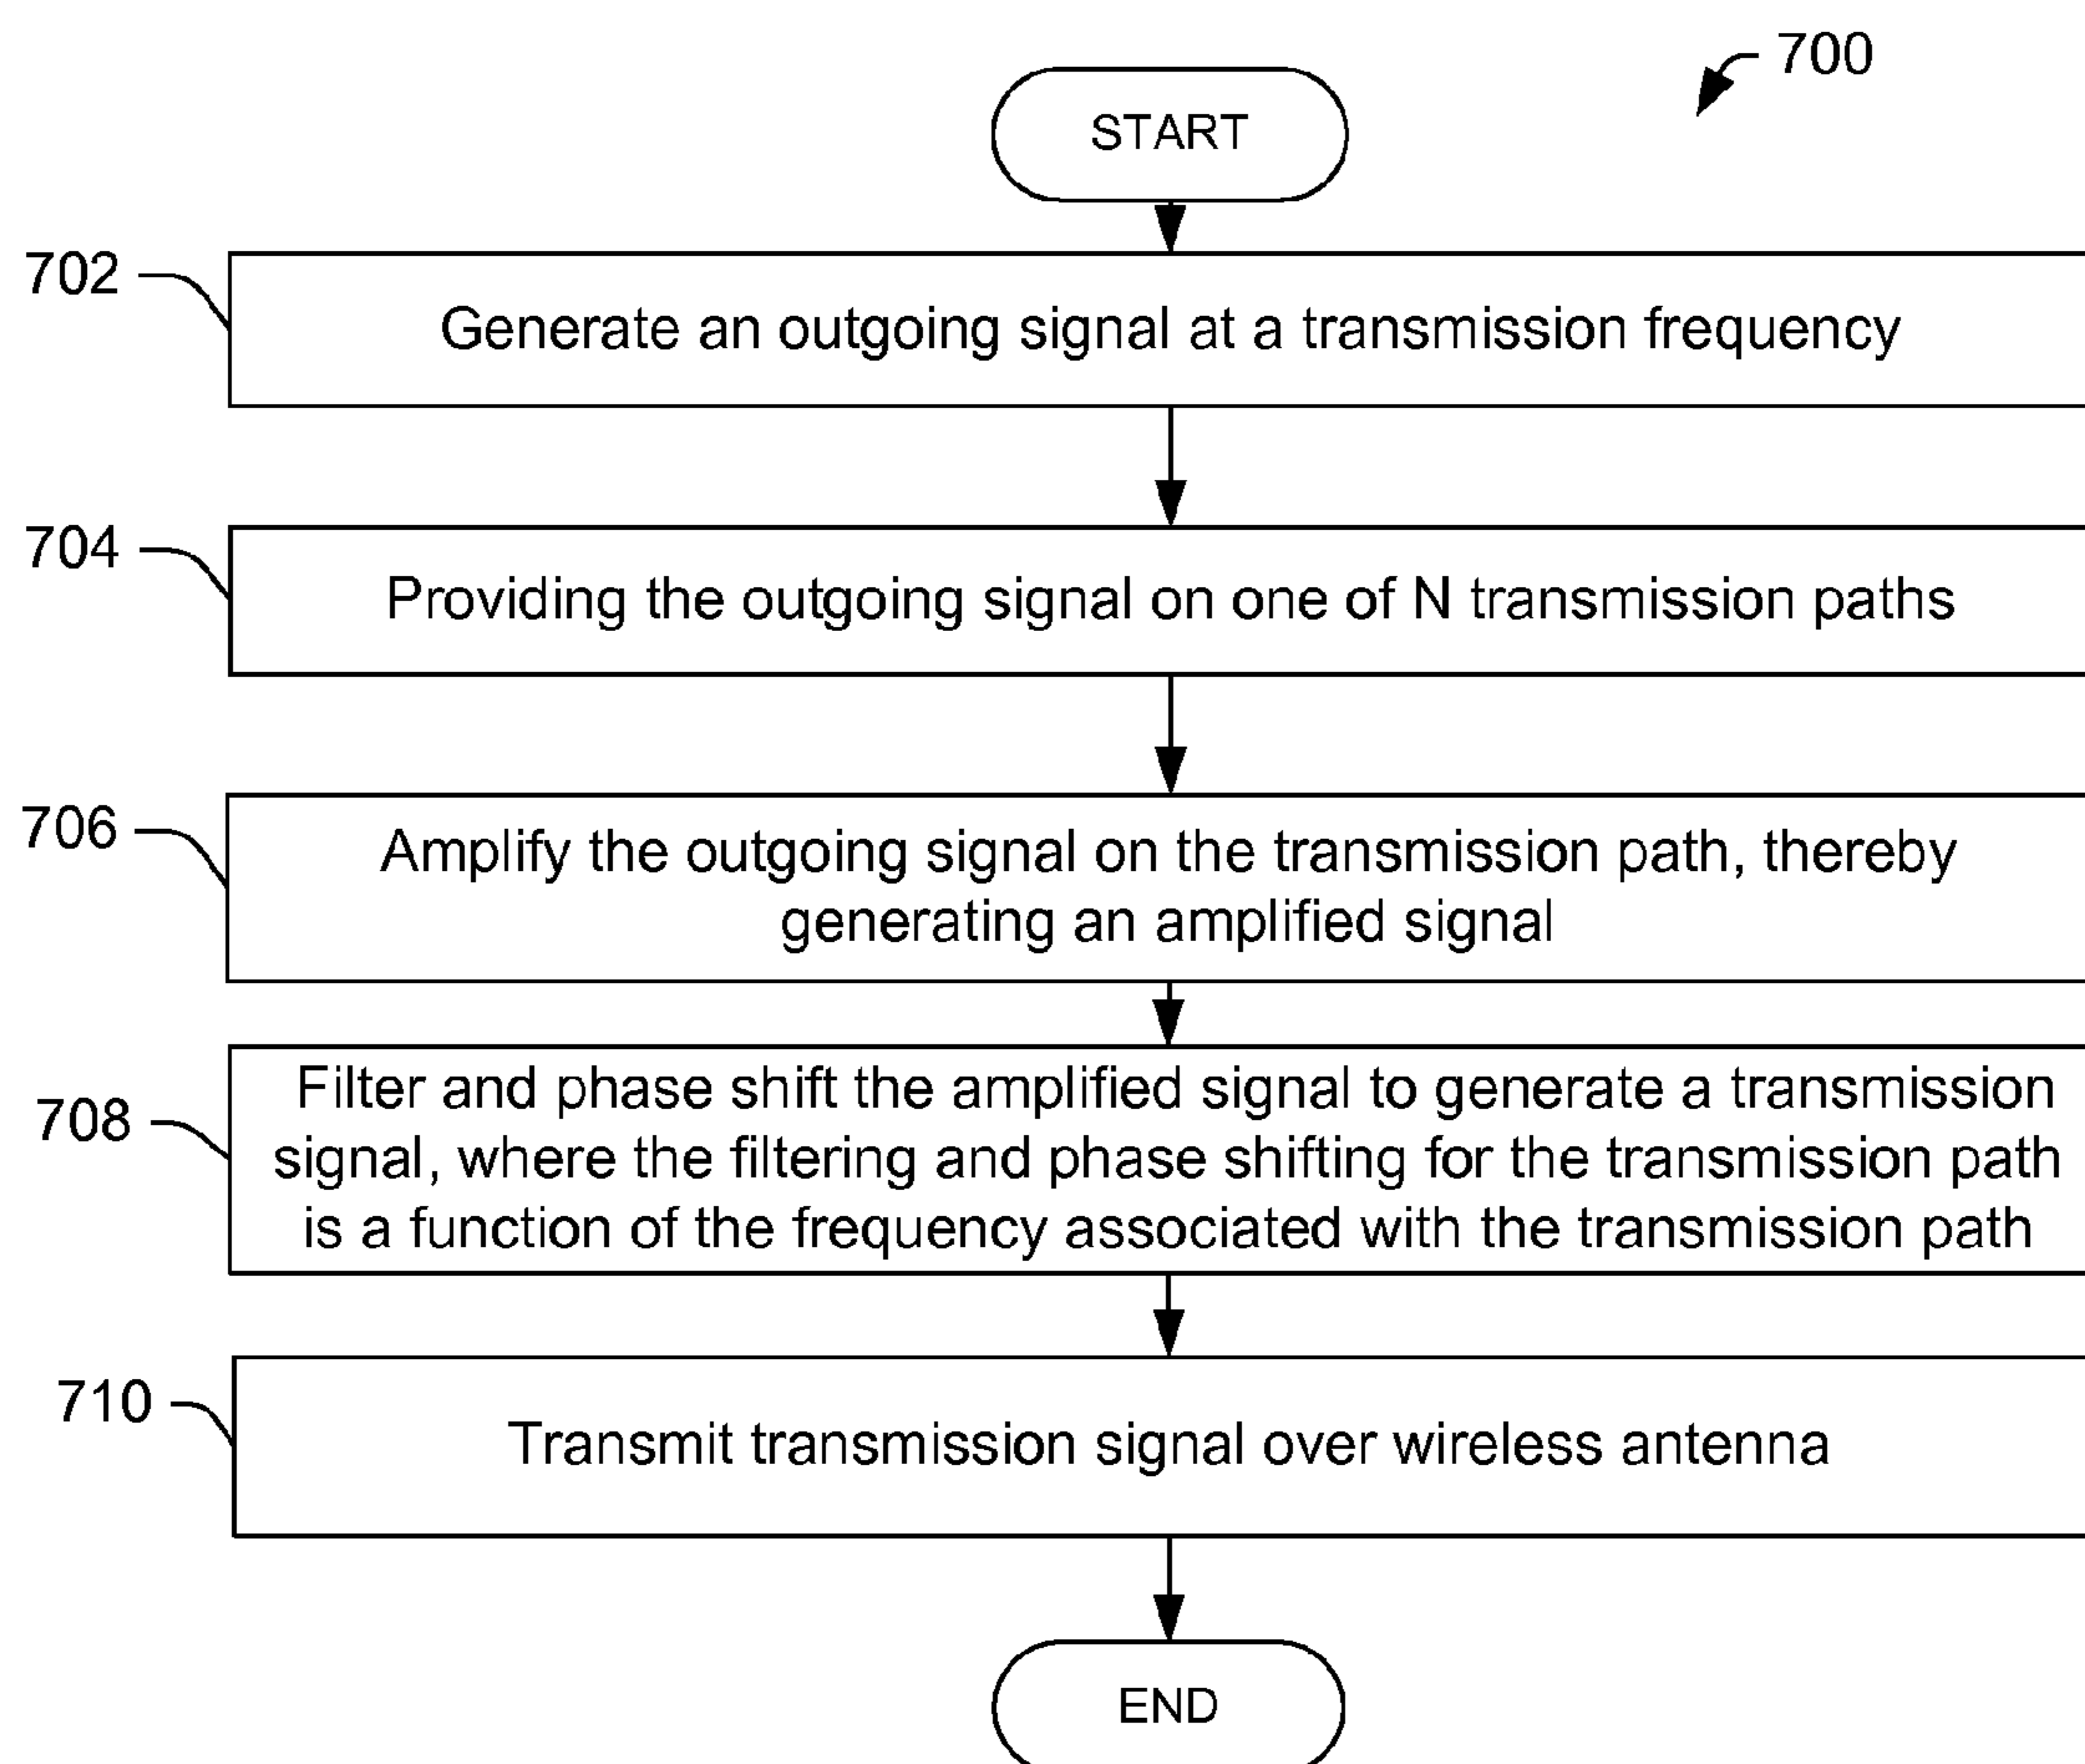 700
START
702
Generate an outgoing signal at a transmission frequency
704
Providing the outgoing signal on one of N transmission paths
706
Amplify the outgoing signal on the transmission path, thereby
generating an amplified signal
708
Filter and phase shift the amplified signal to generate a transmission
signal, where the filtering and phase shifting for the transmission path
is a function of the frequency associated with the transmission path
710
Transmit transmission signal over wireless antenna
END